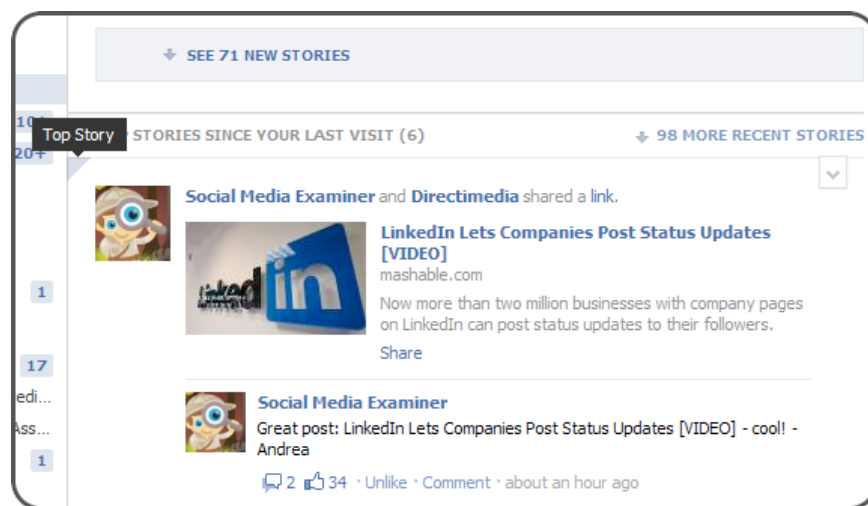 SEE 71 NEW STORIES
10+
Top Story
STORIES SINCE YOUR LAST VISIT (6)
98 MORE RECENT STORIES
20+
Social Media Examiner and Directimedia shared a link.
LinkedIn Lets Companies Post Status Updates
[VIDEO]
mashable.com
Linked in
Now more than two million businesses with company pages
on LinkedIn can post status updates to their followers.
Share
1
17
edi...
Ass...
1
Social Media Examiner
Great post: LinkedIn Lets Companies Post Status Updates [VIDEO] - cool! -
Andrea
2 34 · Unlike · Comment · about an hour ago